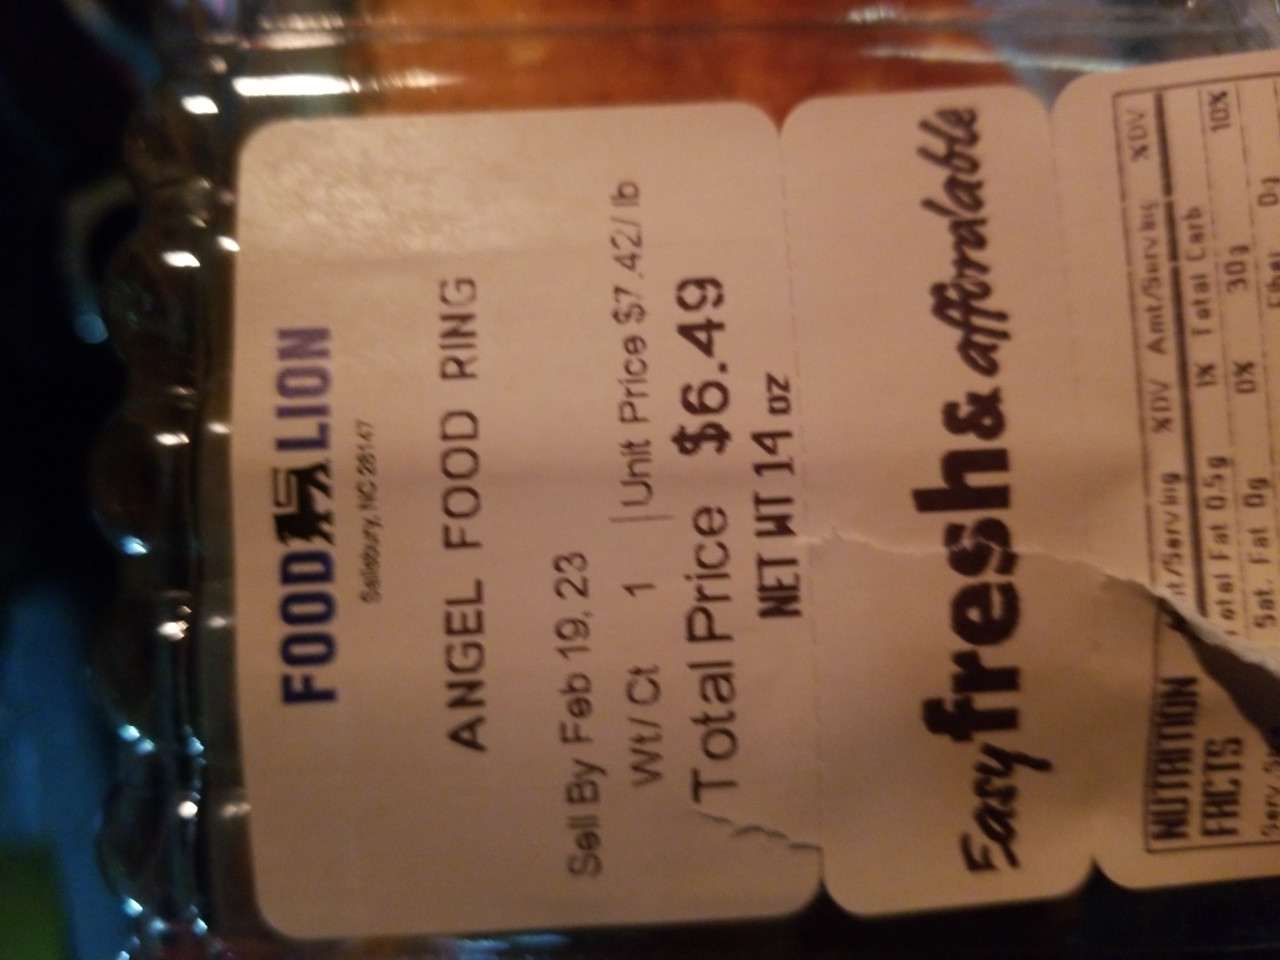 FOOD LION
Salisbury, NC 28147
ANGEL FOOD RING
Sell By Feb 19, 23
Wt/Ct 1 Unit Price $7.42/lb
Total Price $6.49
NET WT 14 oz
Easy fresh & affordable
NUTRITION
FACTS
Amt/Serving %DV Amt/Serving %DV
Total Fat 0.5g 1% Total Carb 10%
Sat. Fat 0g 0% 30g
Fiber 0g